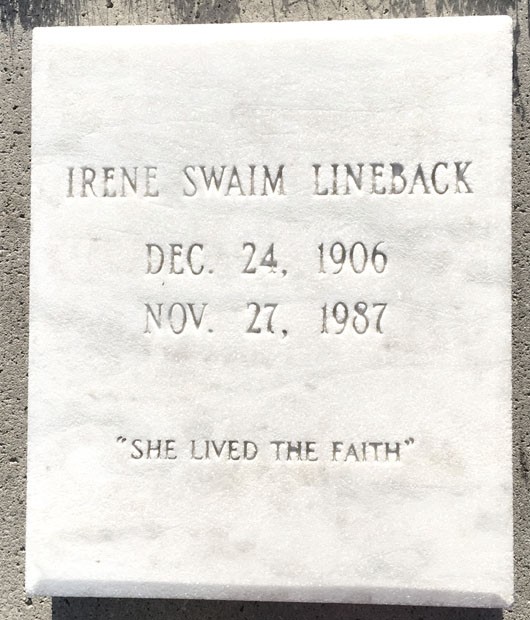 IRENE SWAIM LINEBACK
DEC. 24, 1906
NOV. 27, 1987
"SHE LIVED THE FAITH"